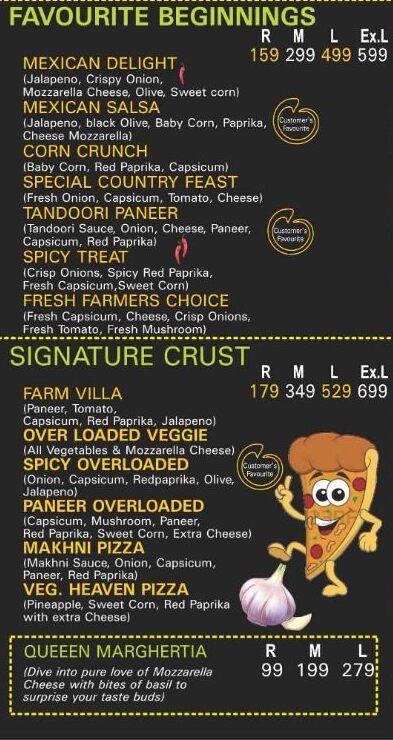 FAVOURITE BEGINNINGS
R M L Ex.L
159 299 499 599
MEXICAN DELIGHT
(Jalapeno, Crispy Onion,
Mozzarella Cheese, Olive, Sweet corn)
MEXICAN SALSA
(Jalapeno, black Olive, Baby Corn, Paprika,
Cheese Mozzarella)
Customer's
Favourite
CORN CRUNCH
(Baby Corn, Red Paprika, Capsicum)
SPECIAL COUNTRY FEAST
(Fresh Onion, Capsicum, Tomato, Cheese)
TANDOORI PANEER
(Tandoori Sauce, Onion, Cheese, Paneer,
Capsicum, Red Paprika)
Customer's
Favourite
SPICY TREAT
(Crisp Onions, Spicy Red Paprika,
Fresh Capsicum,Sweet Corn)
FRESH FARMERS CHOICE
(Fresh Capsicum, Cheese, Crisp Onions,
Fresh Tomato, Fresh Mushroom)
SIGNATURE CRUST
R M L Ex.L
179 349 529 699
FARM VILLA
(Paneer, Tomato,
Capsicum, Red Paprika, Jalapeno)
OVER LOADED VEGGIE
(All Vegetables & Mozzarella Cheese)
SPICY OVERLOADED
(Onion, Capsicum, Redpaprika, Olive,
Jalapeno)
Customer's
Favourite
PANEER OVERLOADED
(Capsicum, Mushroom, Paneer,
Red Paprika, Sweet Corn, Extra Cheese)
MAKHNI PIZZA
(Makhni Sauce, Onion, Capsicum,
Paneer, Red Paprika)
VEG. HEAVEN PIZZA
(Pineapple, Sweet Corn, Red Paprika
with extra Cheese)
QUEEEN MARGHERTIA
R M L
99 199 279
(Dive into pure love of Mozzarella
Cheese with bites of basil to
surprise your taste buds)